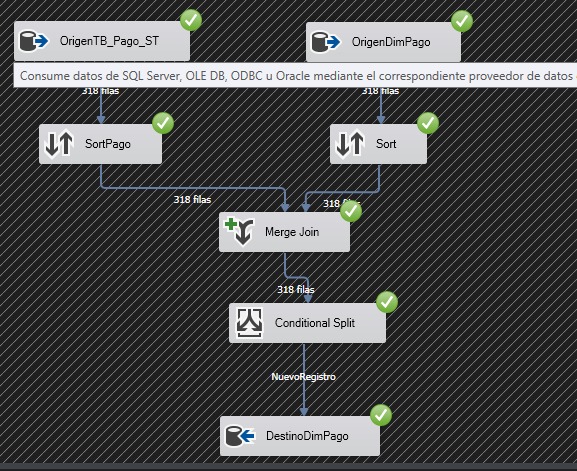 OrigenTB_Pago_ST
OrigenDimPago
Consume datos de SQL Server, OLE DB, ODBC u Oracle mediante el correspondiente proveedor de datos
318 filas
318 filas
SortPago
Sort
318 filas
318 filas
Merge Join
318 filas
Conditional Split
NuevoRegistro
DestinoDimPago